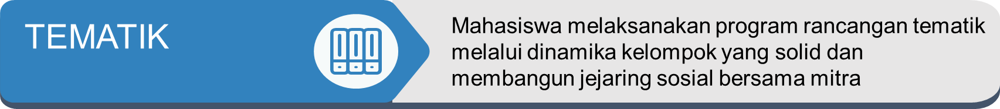 TEMATIK
Mahasiswa melaksanakan program rancangan tematik
melalui dinamika kelompok yang solid dan
membangun jejaring sosial bersama mitra